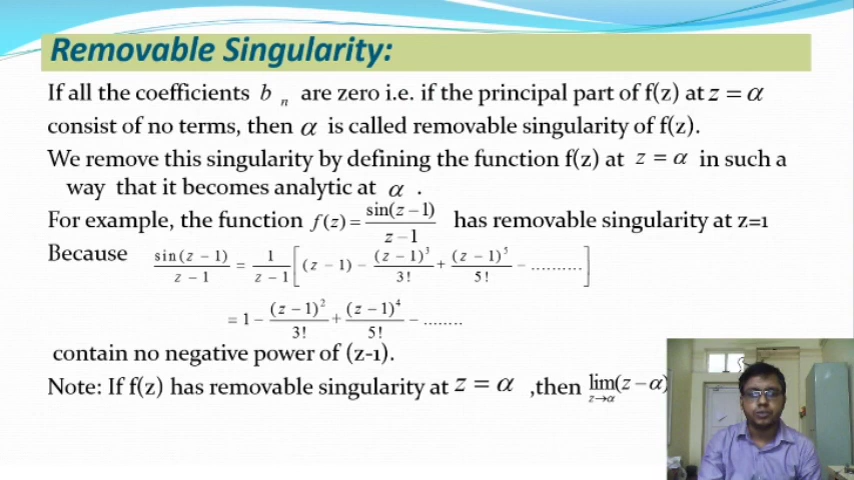 Removable Singularity:
If all the coefficients b_n are zero i.e. if the principal part of f(z) at z = α
consist of no terms, then α is called removable singularity of f(z).
We remove this singularity by defining the function f(z) at z = α in such a
way that it becomes analytic at α .
For example, the function f(z) = sin(z − 1)/(z − 1) has removable singularity at z=1
Because sin(z − 1)/(z − 1) = 1/(z − 1) [(z − 1) − (z − 1)^3/3! + (z − 1)^5/5! − ..........]
= 1 − (z − 1)^2/3! + (z − 1)^4/5! − ........
contain no negative power of (z-1).
Note: If f(z) has removable singularity at z = α ,then lim_{z→α} (z − α)